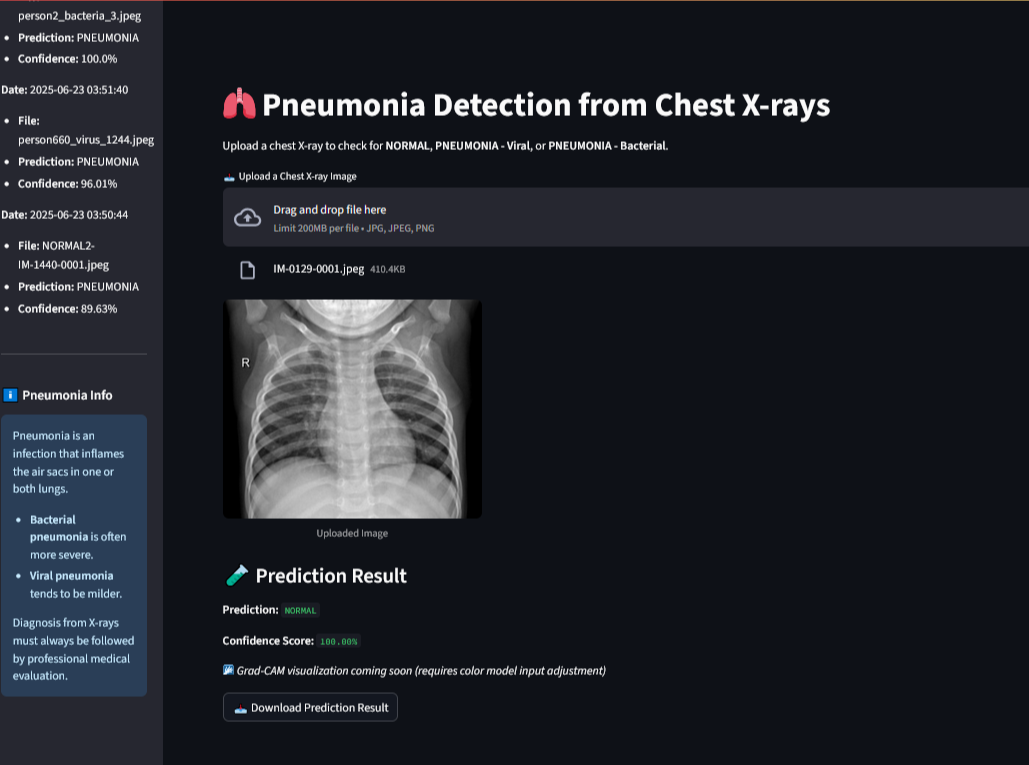 person2_bacteria_3.jpeg
• Prediction: PNEUMONIA
• Confidence: 100.0%
Date: 2025-06-23 03:51:40
• File:
person660_virus_1244.jpeg
• Prediction: PNEUMONIA
• Confidence: 96.01%
Date: 2025-06-23 03:50:44
• File: NORMAL2-
IM-1440-0001.jpeg
• Prediction: PNEUMONIA
• Confidence: 89.63%
Pneumonia Info
Pneumonia is an
infection that inflames
the air sacs in one or
both lungs.
• Bacterial
pneumonia is often
more severe.
• Viral pneumonia
tends to be milder.
Diagnosis from X-rays
must always be followed
by professional medical
evaluation.
Pneumonia Detection from Chest X-rays
Upload a chest X-ray to check for NORMAL, PNEUMONIA - Viral, or PNEUMONIA - Bacterial.
Upload a Chest X-ray Image
Drag and drop file here
Limit 200MB per file • JPG, JPEG, PNG
IM-0129-0001.jpeg 410.4KB
R
Uploaded Image
Prediction Result
Prediction: NORMAL
Confidence Score: 100.00%
Grad-CAM visualization coming soon (requires color model input adjustment)
Download Prediction Result